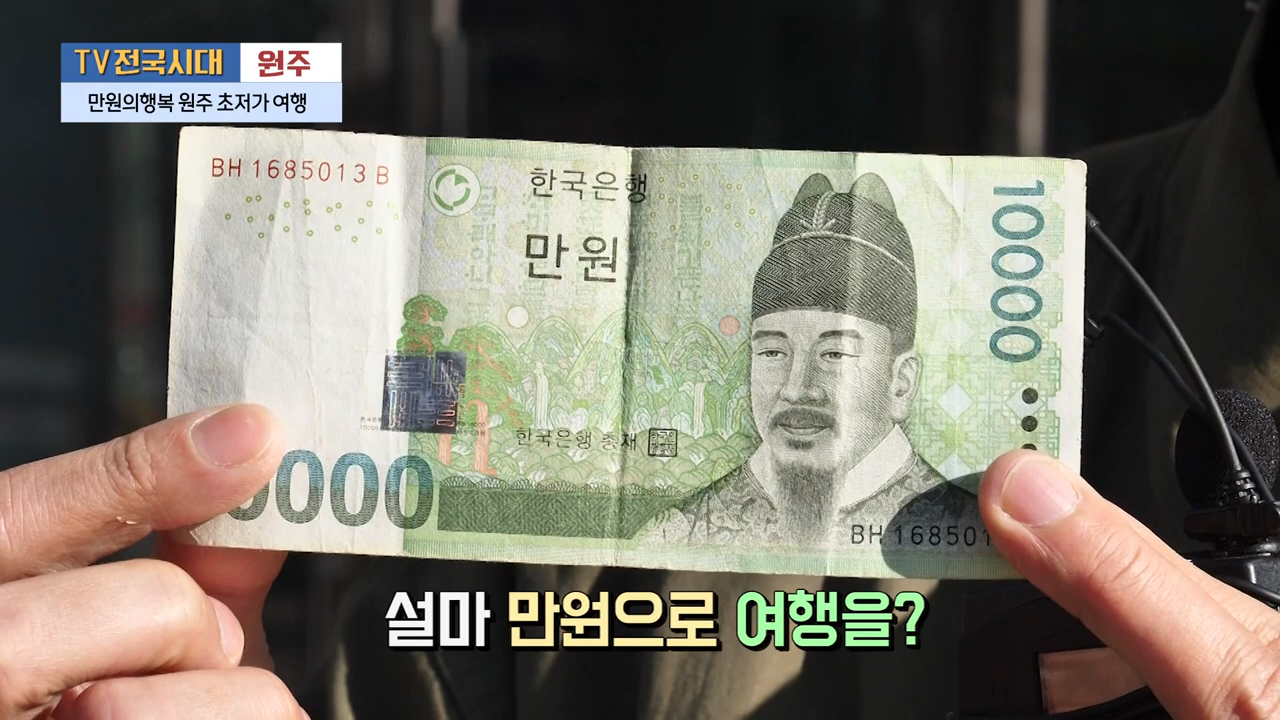 TV전국시대 원주
만원의행복 원주 초저가 여행
BH 1685013 B
한국은행
만원
10000
한국은행 총재
0000
BH 168501
설마 만원으로 여행을?